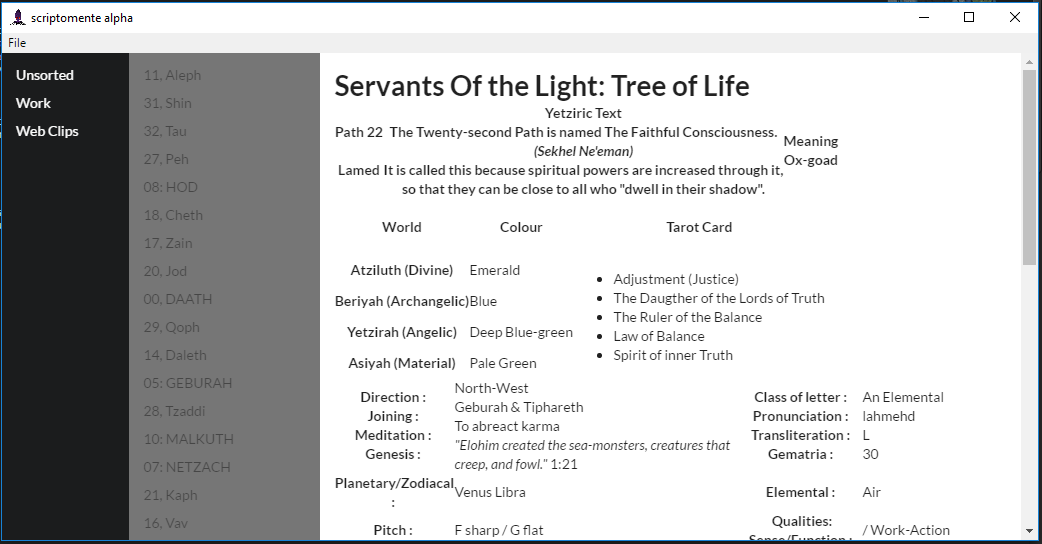 scriptomente alpha
File
Unsorted
Work
Web Clips
11, Aleph
31, Shin
32, Tau
27, Peh
08: HOD
18, Cheth
17, Zain
20, Jod
00, DAATH
29, Qoph
14, Daleth
05: GEBURAH
28, Tzaddi
10: MALKUTH
07: NETZACH
21, Kaph
16, Vav
Servants Of the Light: Tree of Life
Yetziric Text
Path 22 The Twenty-second Path is named The Faithful Consciousness.
(Sekhel Ne'eman)
Lamed It is called this because spiritual powers are increased through it,
so that they can be close to all who "dwell in their shadow".
Meaning
Ox-goad
World Colour Tarot Card
Atziluth (Divine) Emerald
Beriyah (Archangelic) Blue
Yetzirah (Angelic) Deep Blue-green
Asiyah (Material) Pale Green
• Adjustment (Justice)
• The Daugther of the Lords of Truth
• The Ruler of the Balance
• Law of Balance
• Spirit of inner Truth
Direction : North-West
Joining : Geburah & Tiphareth
Meditation : To abreact karma
Genesis : "Elohim created the sea-monsters, creatures that
creep, and fowl." 1:21
Class of letter : An Elemental
Pronunciation : lahmehd
Transliteration : L
Gematria : 30
Planetary/Zodiacal
: Venus Libra
Elemental : Air
Pitch : F sharp / G flat
Qualities: / Work-Action
Sense/Function :